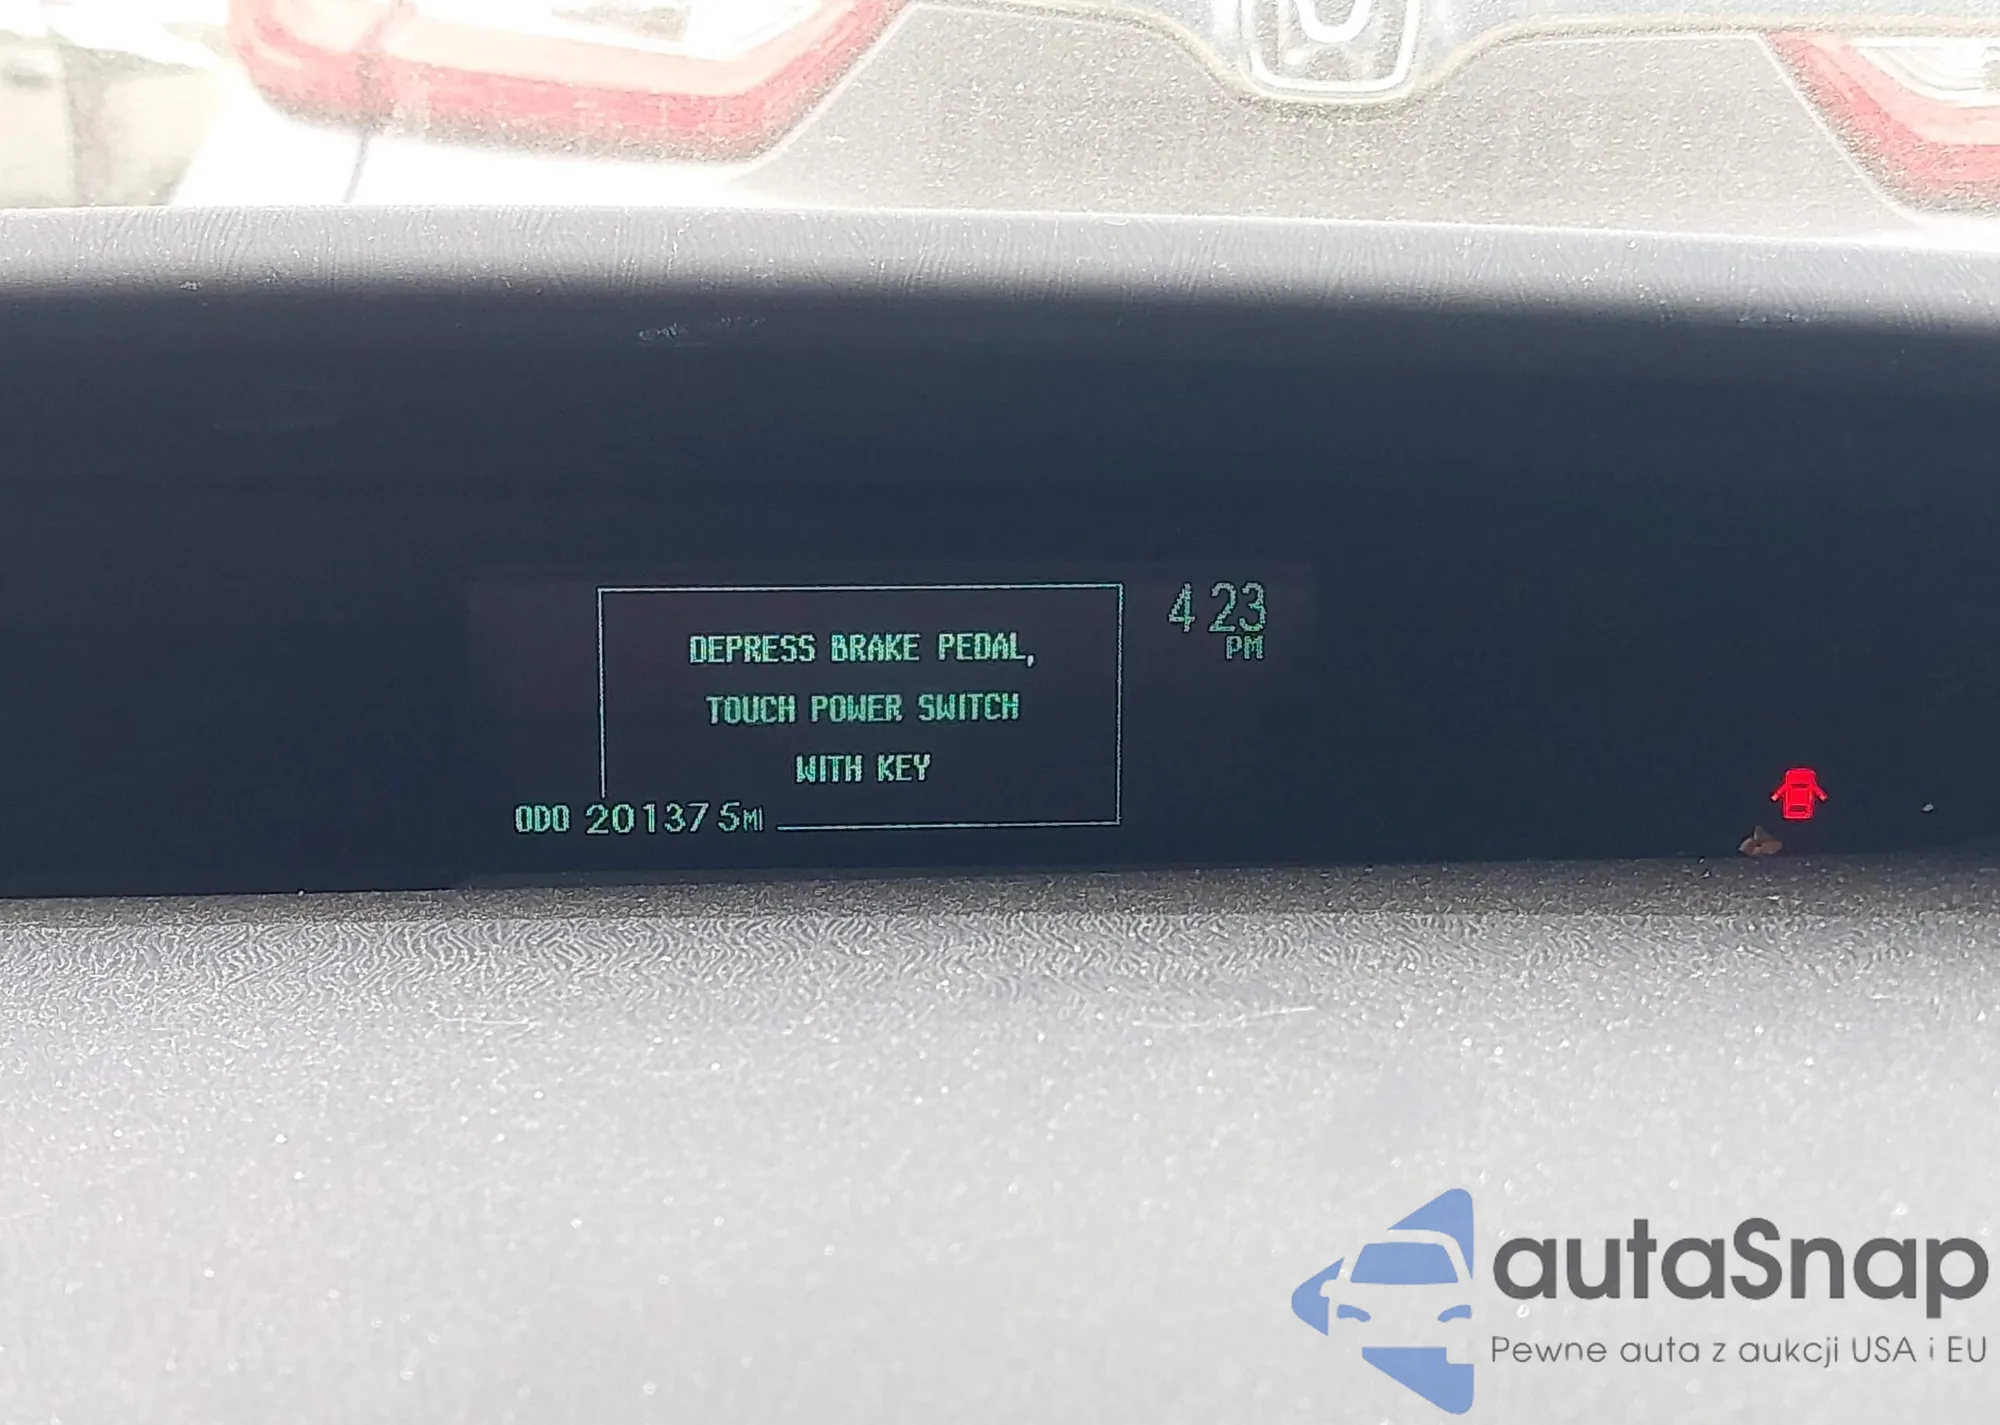 DEPRESS BRAKE PEDAL,
TOUCH POWER SWITCH
WITH KEY
4 23
PM
ODO 201375MI
autaSnap
Pewne auta z aukcji USA i EU